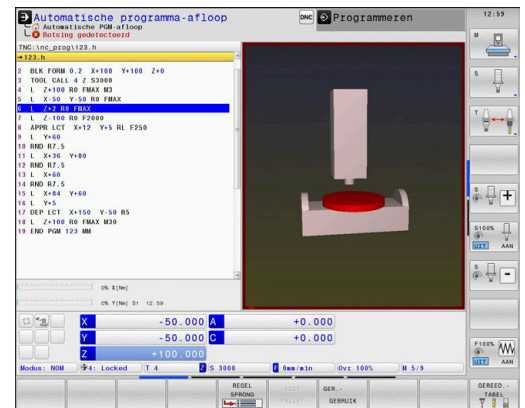 Automatische programma-afloop
DNC
Programmeren
12:59
Automatische PGM-afloop
Botsing gedetecteerd
TNC:\nc_prog\123.h
→123.h
2 BLK FORM 0.2 X+100 Y+100 Z+0
3 TOOL CALL 4 Z S3000
4 L Z+100 R0 FMAX M3
5 L X-50 Y-50 R0 FMAX
6 L Z+2 R0 FMAX
7 L Z-100 R0 F2000
8 APPR LCT X+12 Y+5 RL F250
9 L Y+60
10 RND R7.5
11 L X+36 Y+80
12 RND R7.5
13 L X+60
14 RND R7.5
15 L X+84 Y+60
16 L Y+5
17 DEP LCT X+150 Y-50 R5
18 L Z+100 R0 FMAX M30
19 END PGM 123 MM
0% X[Nm]
0% Y[Nm] S1 12:59
X -50.000 A +0.000
Y -50.000 C +0.000
Z +100.000
Modus: NOM 4: Locked T 4 Z S 3000 F 0mm/min Ovr 100% M 5/9
M
S
T
S +
S100%
UIT AAN
S -
F100% WW
UIT AAN
REGEL SPRONG
GER.- GEBRUIK
GEREED.- TABEL